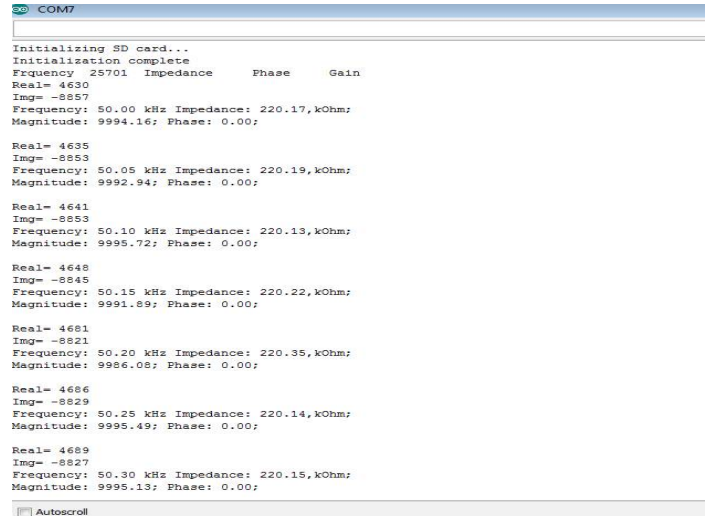 COM7
Initializing SD card...
Initialization complete
Frquency 25701 Impedance Phase Gain
Real= 4630
Img= -8857
Frequency: 50.00 kHz Impedance: 220.17,kOhm;
Magnitude: 9994.16; Phase: 0.00;
Real= 4635
Img= -8853
Frequency: 50.05 kHz Impedance: 220.19,kOhm;
Magnitude: 9992.94; Phase: 0.00;
Real= 4641
Img= -8853
Frequency: 50.10 kHz Impedance: 220.13,kOhm;
Magnitude: 9995.72; Phase: 0.00;
Real= 4648
Img= -8845
Frequency: 50.15 kHz Impedance: 220.22,kOhm;
Magnitude: 9991.89; Phase: 0.00;
Real= 4681
Img= -8821
Frequency: 50.20 kHz Impedance: 220.35,kOhm;
Magnitude: 9986.08; Phase: 0.00;
Real= 4686
Img= -8829
Frequency: 50.25 kHz Impedance: 220.14,kOhm;
Magnitude: 9995.49; Phase: 0.00;
Real= 4689
Img= -8827
Frequency: 50.30 kHz Impedance: 220.15,kOhm;
Magnitude: 9995.13; Phase: 0.00;
Autoscroll